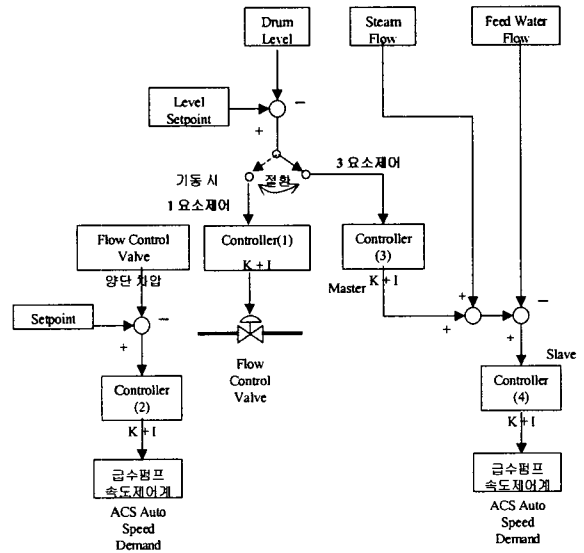 Drum
Level
Steam
Flow
Feed Water
Flow
Level
Setpoint
−
+
기동 시
절환
3 요소제어
1 요소제어
Flow Control
Valve
양단 차압
Controller(1)
K + I
Controller
(3)
K + I
Master
Setpoint
−
+
+
+
−
+
Flow
Control
Valve
Slave
Controller
(2)
K + I
Controller
(4)
K + I
급수펌프
속도제어계
급수펌프
속도제어계
ACS Auto
Speed
Demand
ACS Auto
Speed
Demand